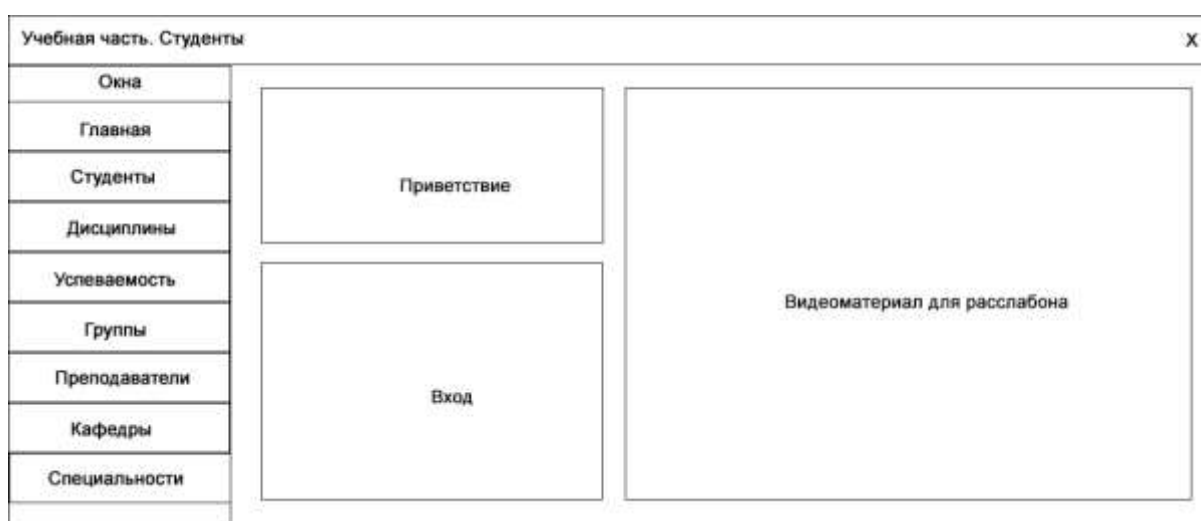 Учебная часть. Студенты
X
Окна
Главная
Студенты
Дисциплины
Успеваемость
Группы
Преподаватели
Кафедры
Специальности
Приветствие
Вход
Видеоматериал для расслабона